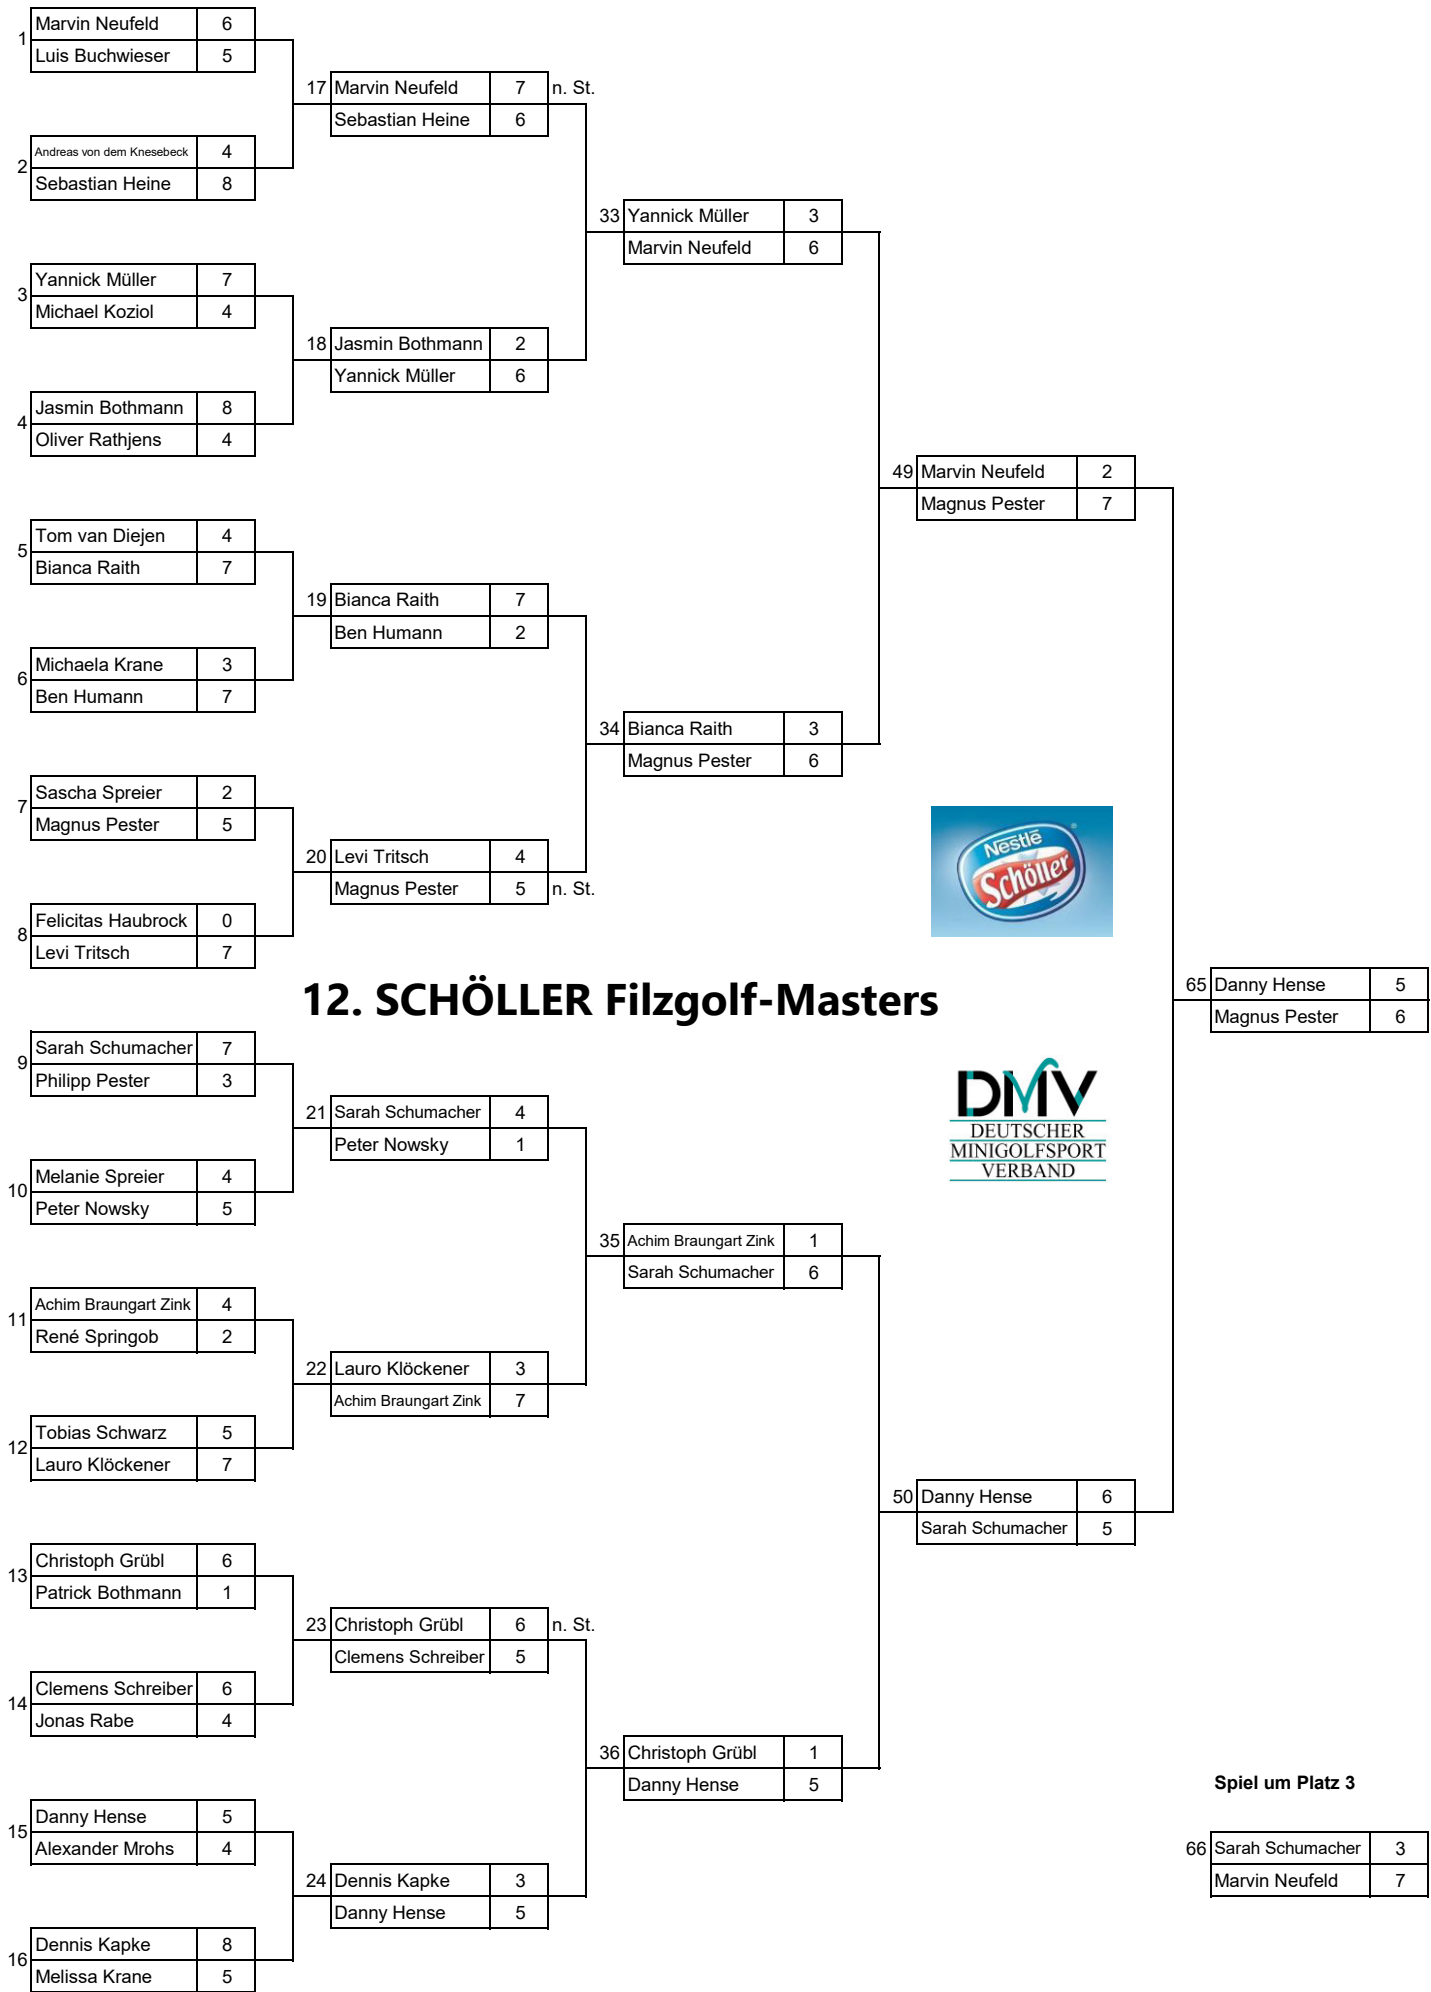 1 Marvin Neufeld 6
Luis Buchwieser 5
2 Andreas von dem Knesebeck 4
Sebastian Heine 8
3 Yannick Müller 7
Michael Koziol 4
4 Jasmin Bothmann 8
Oliver Rathjens 4
5 Tom van Diejen 4
Bianca Raith 7
6 Michaela Krane 3
Ben Humann 7
7 Sascha Spreier 2
Magnus Pester 5
8 Felicitas Haubrock 0
Levi Tritsch 7
9 Sarah Schumacher 7
Philipp Pester 3
10 Melanie Spreier 4
Peter Nowsky 5
11 Achim Braungart Zink 4
René Springob 2
12 Tobias Schwarz 5
Lauro Klöckener 7
13 Christoph Grübl 6
Patrick Bothmann 1
14 Clemens Schreiber 6
Jonas Rabe 4
15 Danny Hense 5
Alexander Mrohs 4
16 Dennis Kapke 8
Melissa Krane 5
17 Marvin Neufeld 7 n. St.
Sebastian Heine 6
18 Jasmin Bothmann 2
Yannick Müller 6
19 Bianca Raith 7
Ben Humann 2
20 Levi Tritsch 4
Magnus Pester 5 n. St.
12. SCHÖLLER Filzgolf-Masters
21 Sarah Schumacher 4
Peter Nowsky 1
22 Lauro Klöckener 3
Achim Braungart Zink 7
23 Christoph Grübl 6 n. St.
Clemens Schreiber 5
24 Dennis Kapke 3
Danny Hense 5
33 Yannick Müller 3
Marvin Neufeld 6
34 Bianca Raith 3
Magnus Pester 6
35 Achim Braungart Zink 1
Sarah Schumacher 6
36 Christoph Grübl 1
Danny Hense 5
49 Marvin Neufeld 2
Magnus Pester 7
Nestlé
Schöller
DMV
DEUTSCHER
MINIGOLFSPORT
VERBAND
50 Danny Hense 6
Sarah Schumacher 5
65 Danny Hense 5
Magnus Pester 6
Spiel um Platz 3
66 Sarah Schumacher 3
Marvin Neufeld 7